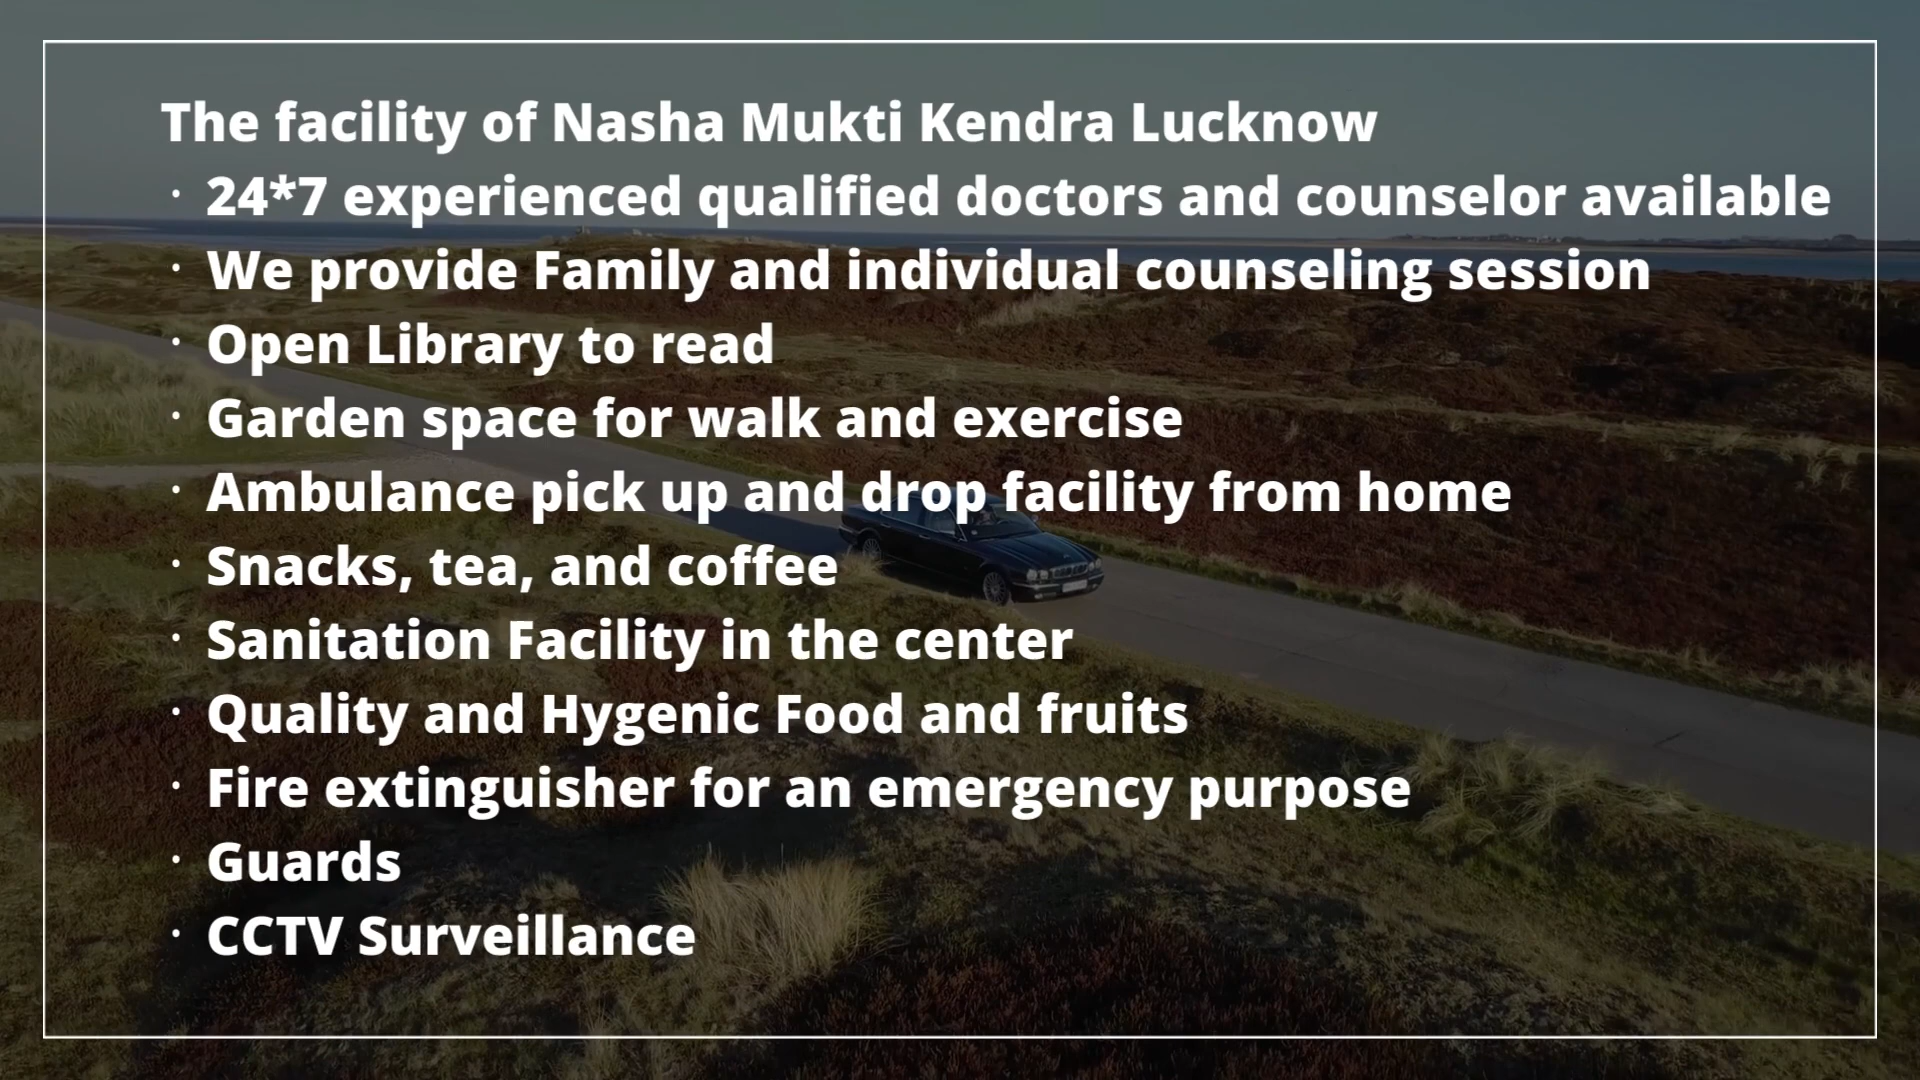 The facility of Nasha Mukti Kendra Lucknow
· 24*7 experienced qualified doctors and counselor available
· We provide Family and individual counseling session
· Open Library to read
· Garden space for walk and exercise
· Ambulance pick up and drop facility from home
· Snacks, tea, and coffee
· Sanitation Facility in the center
· Quality and Hygenic Food and fruits
· Fire extinguisher for an emergency purpose
· Guards
· CCTV Surveillance